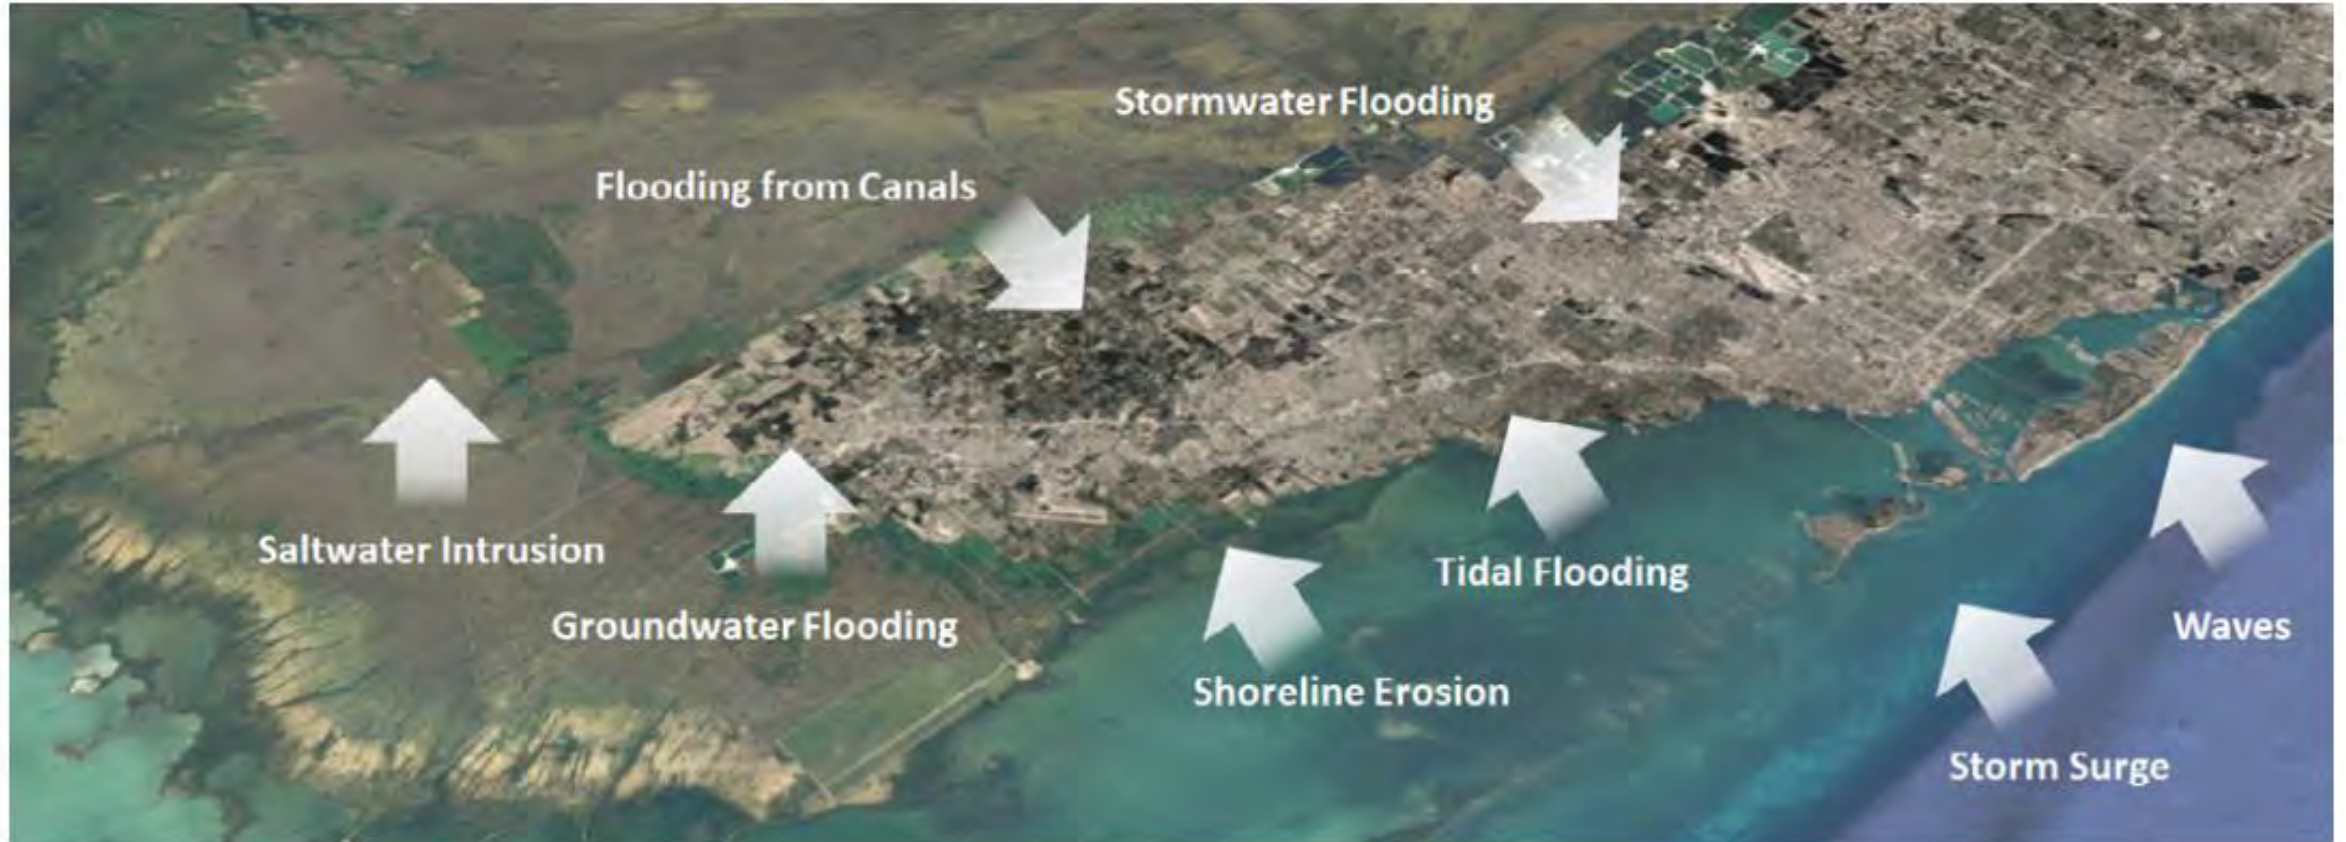 Stormwater Flooding
Flooding from Canals
Saltwater Intrusion
Groundwater Flooding
Tidal Flooding
Shoreline Erosion
Waves
Storm Surge